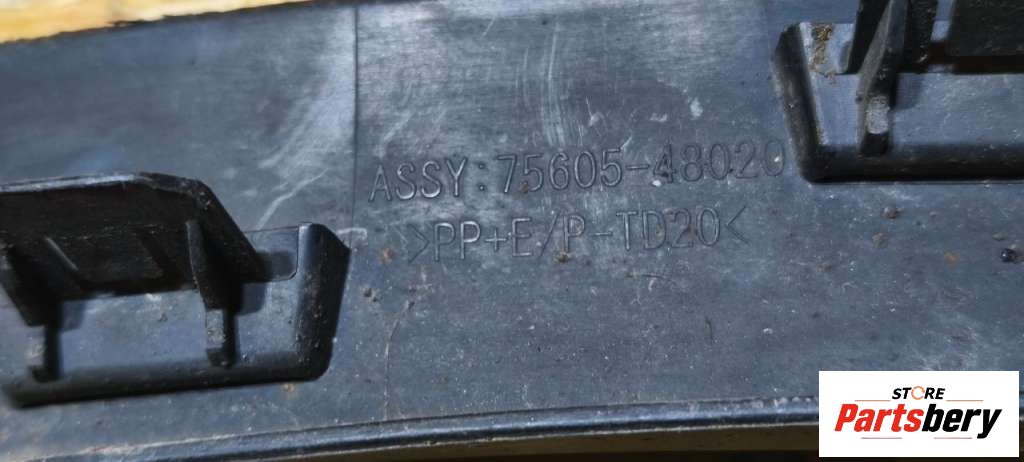 ASSY:75605-48020
>PP+E/P-TD20<
STORE
Partsbery